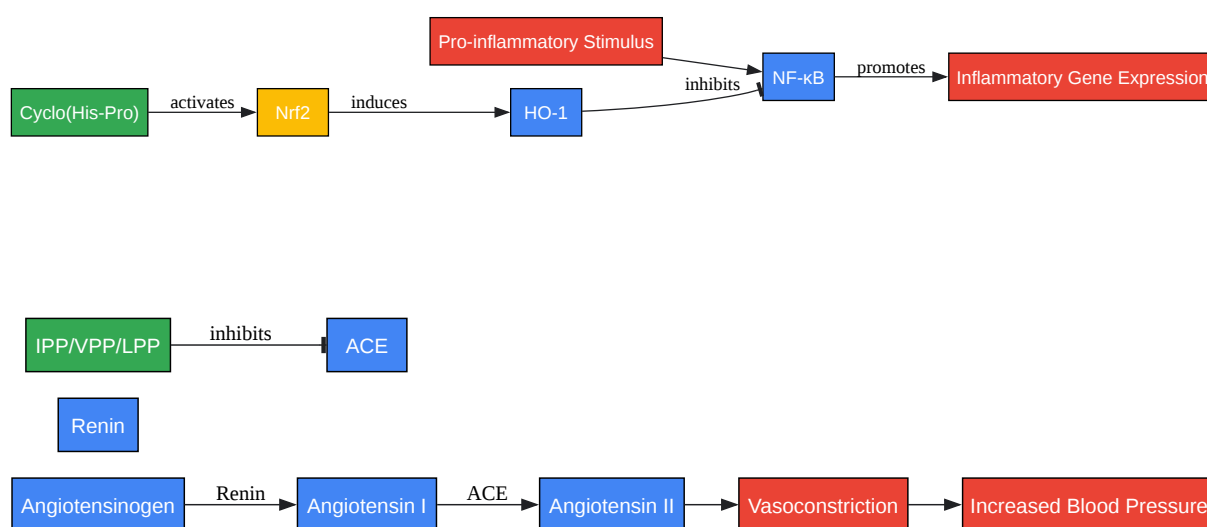 Pro-inflammatory Stimulus
NF-κB
promotes
Inflammatory Gene Expression
inhibits
Cyclo(His-Pro)
activates
Nrf2
induces
HO-1
IPP/VPP/LPP
inhibits
ACE
Renin
Angiotensinogen
Renin
Angiotensin I
ACE
Angiotensin II
Vasoconstriction
Increased Blood Pressure